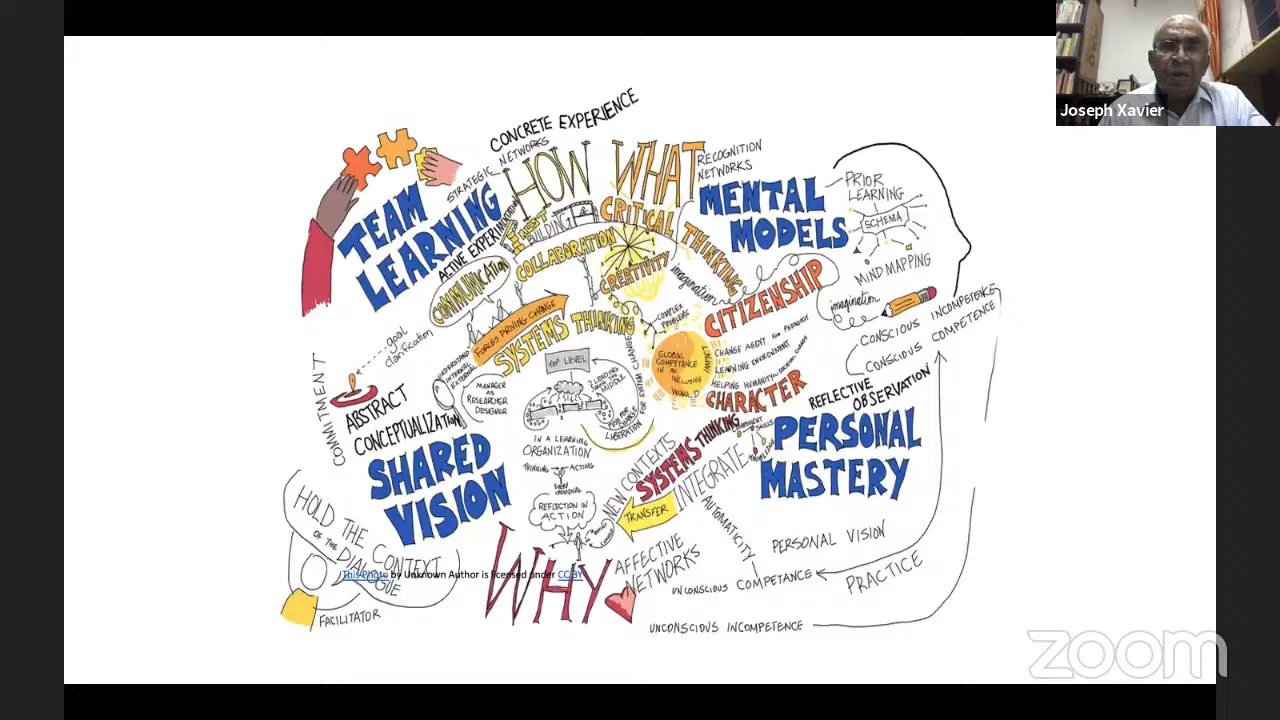 Joseph Xavier
CONCRETE EXPERIENCE
STRATEGIC NETWORKS
HOW
WHAT
RECOGNITION
NETWORKS
TEAM
LEARNING
ACTIVE EXPERIMENTATION
BUILDING
CRITICAL THINKING
MENTAL
MODELS
PRIOR
LEARNING
SCHEMA
MIND MAPPING
imagination
COMMUNICATION
COLLABORATION
CREATIVITY
imagination
CITIZENSHIP
COMPLEX
PROBLEMS
FORCES DRIVING CHANGE
SYSTEMS THINKING
goal
clarification
COMMITMENT
ABSTRACT
CONCEPTUALIZATION
MANAGER
AS
RESEARCHER
DESIGNER
TOP LEVEL
GLOBAL
COMPETENCE
IN AN
INCLUSIVE
WORLD
CHANGE AGENT FOR PEDAGOGY
LEARNING ENVIRONMENT
CHARACTER
CONSCIOUS INCOMPETENCE
CONSCIOUS COMPETENCE
REFLECTIVE
OBSERVATION
SHARED
VISION
IN A LEARNING
ORGANIZATION
THINKING
ACTING
EVERY
INDIVIDUAL
REFLECTION IN
ACTION
NEW CONTEXTS
SYSTEMS THINKING
INTEGRATE
TRANSFER
AUTOMATICITY
PERSONAL
MASTERY
HOLD THE CONTEXT
OF THE DIALOGUE
FACILITATOR
This Photo by Unknown Author is licensed under CC BY
WHY
AFFECTIVE
NETWORKS
PERSONAL VISION
UNCONSCIOUS COMPETANCE
PRACTICE
UNCONSCIOUS INCOMPETENCE
zoom